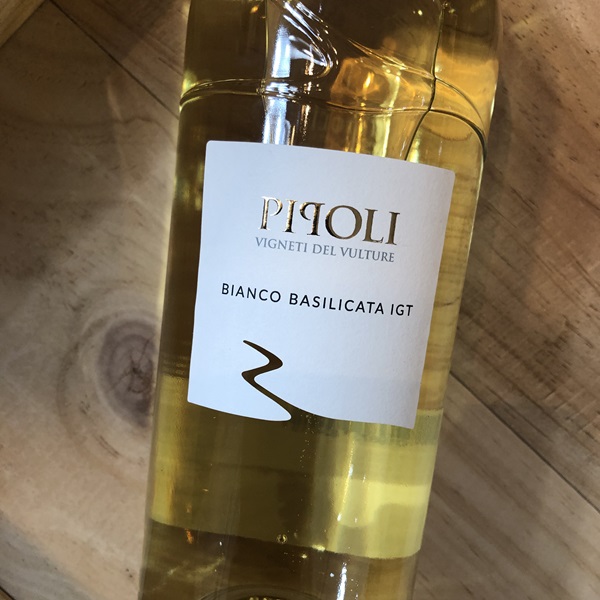 PIPOLI
VIGNETI DEL VULTURE
BIANCO BASILICATA IGT